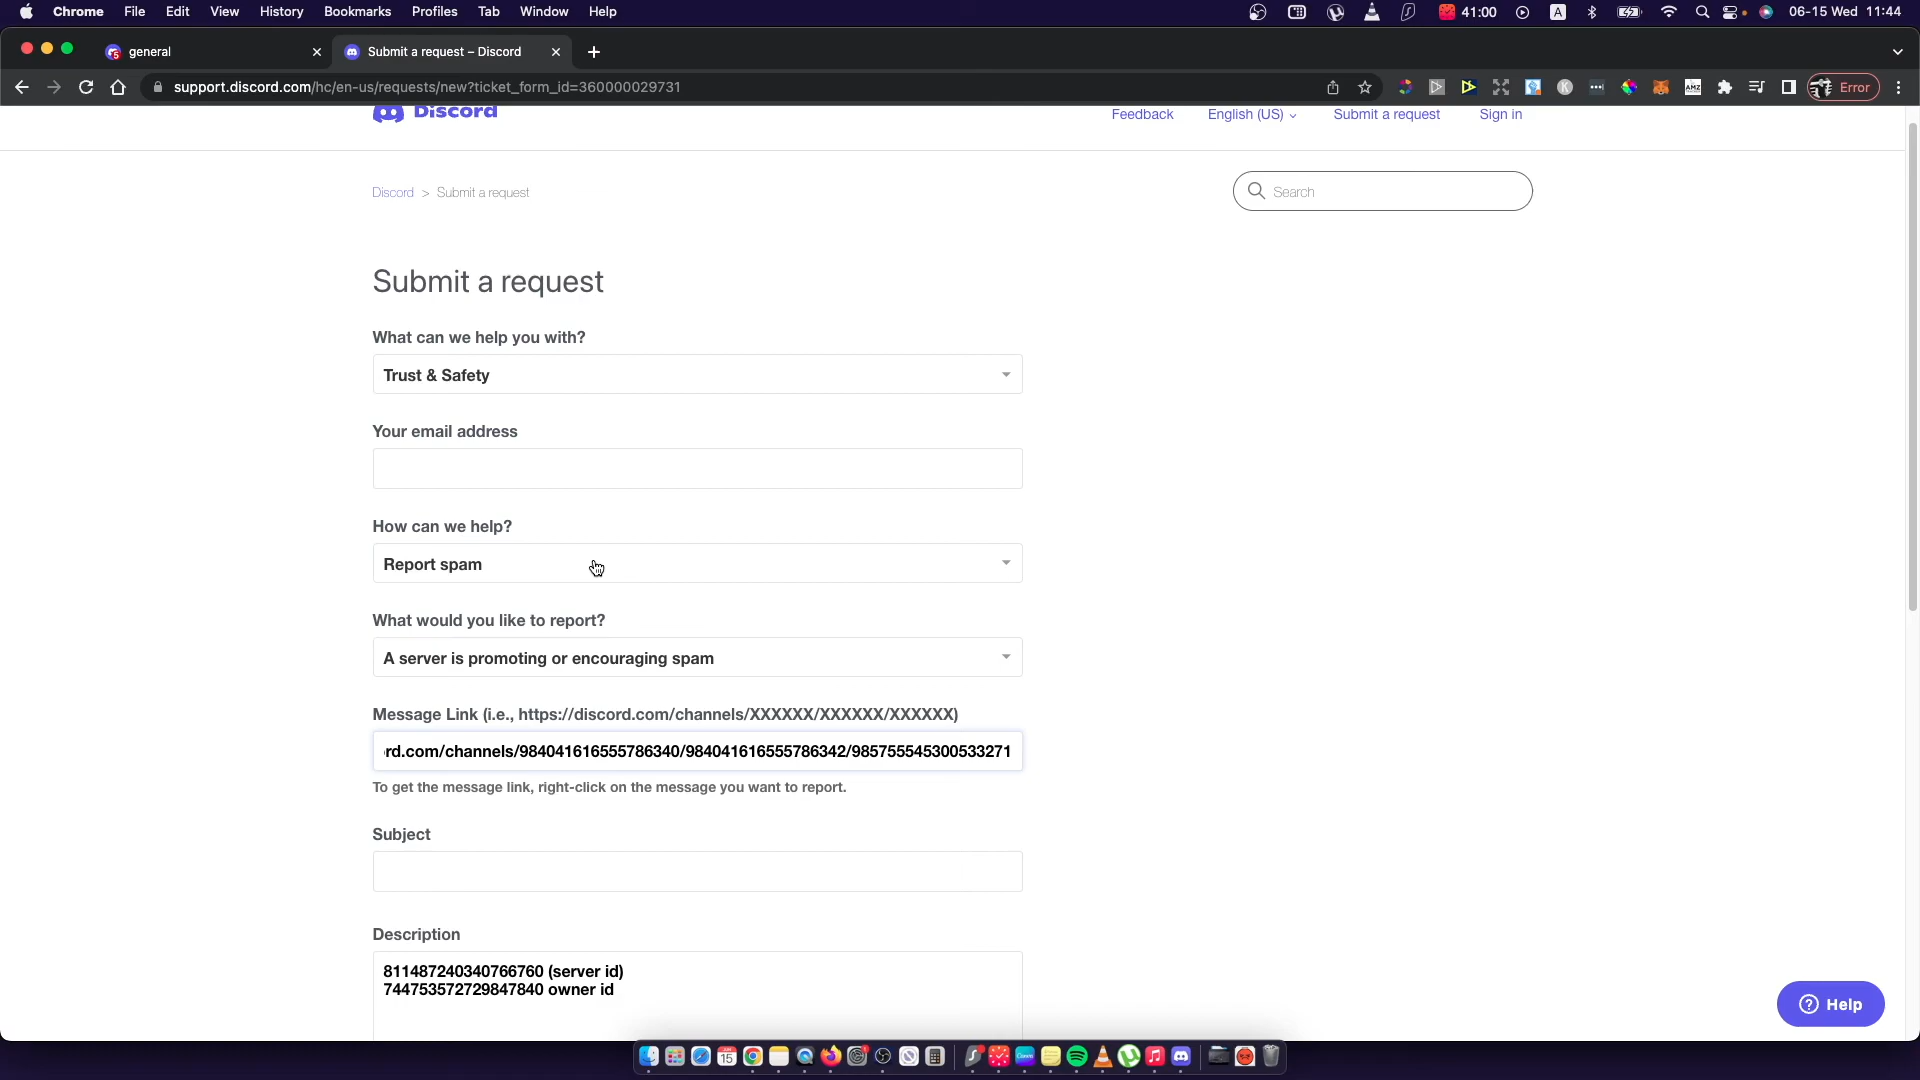 Chrome File Edit View History Bookmarks Profiles Tab Window Help 41:00 A 06-15 Wed 11:44
general
Submit a request – Discord
support.discord.com/hc/en-us/requests/new?ticket_form_id=360000029731
K
AMZ
Error
Discord
Feedback English (US) Submit a request Sign in
Discord > Submit a request
Search
Submit a request
What can we help you with?
Trust & Safety
Your email address
How can we help?
Report spam
What would you like to report?
A server is promoting or encouraging spam
Message Link (i.e., https://discord.com/channels/XXXXXX/XXXXXX/XXXXXX)
rd.com/channels/984041616555786340/984041616555786342/985755545300533271
To get the message link, right-click on the message you want to report.
Subject
Description
811487240340766760 (server id)
744753572729847840 owner id
Help
15